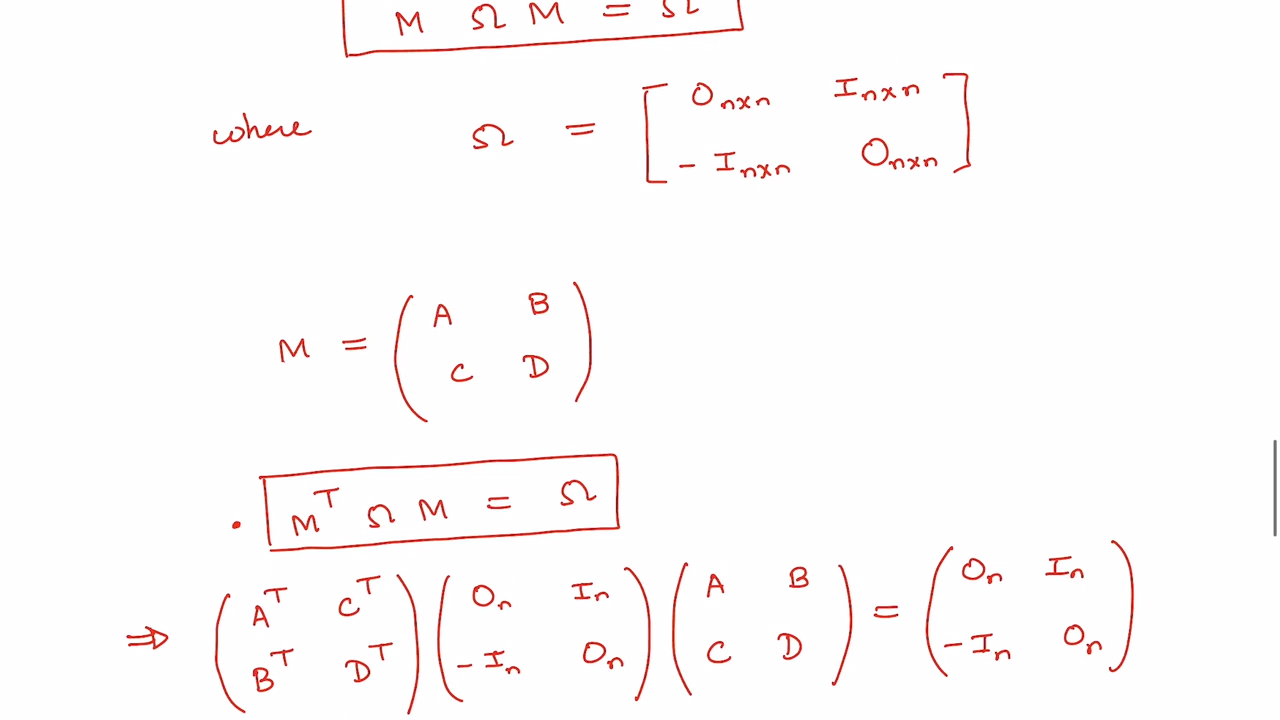 M Ω M = Ω
where Ω = [ O_{n×n} I_{n×n} ; - I_{n×n} O_{n×n} ]
M = ( A B ; C D )
. M^T Ω M = Ω
⇒ ( A^T C^T ; B^T D^T ) ( O_n I_n ; - I_n O_n ) ( A B ; C D ) = ( O_n I_n ; - I_n O_n )